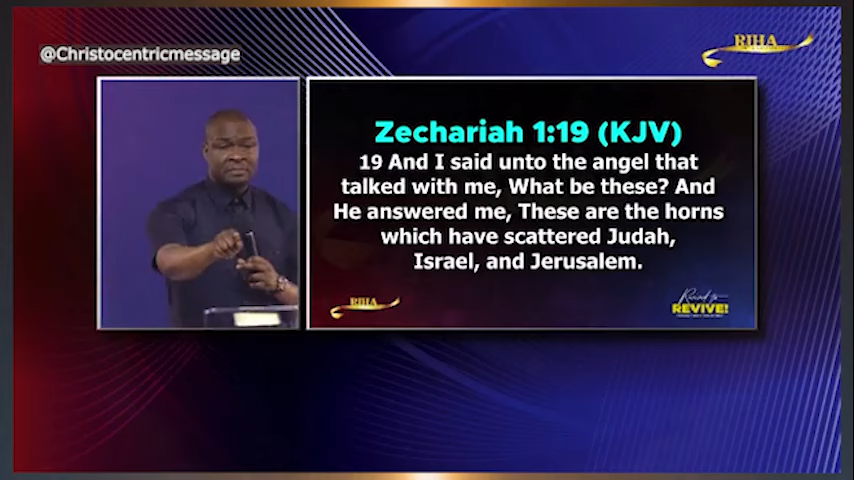 @Christocentricmessage
RIHA
Zechariah 1:19 (KJV)
19 And I said unto the angel that
talked with me, What be these? And
He answered me, These are the horns
which have scattered Judah,
Israel, and Jerusalem.
RIHA
REVIVE!